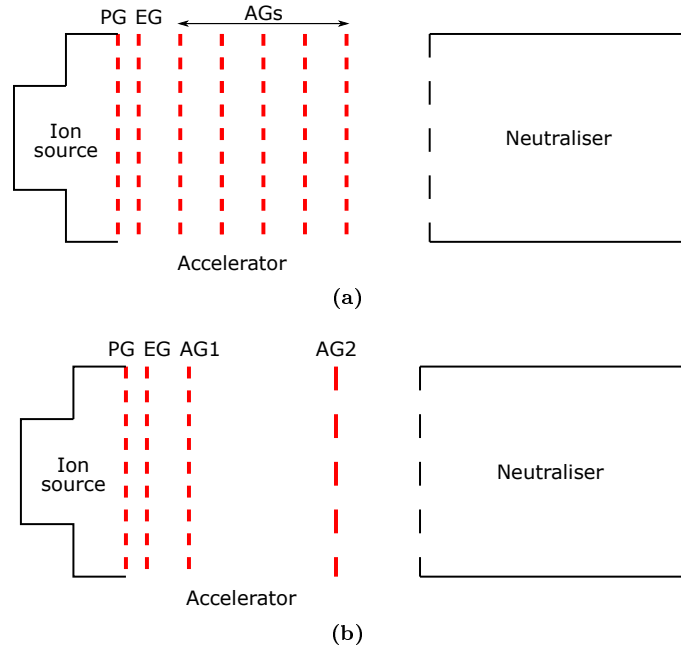 PG EG AGs
Ion
source
Neutraliser
Accelerator
(a)
PG EG AG1 AG2
Ion
source
Neutraliser
Accelerator
(b)